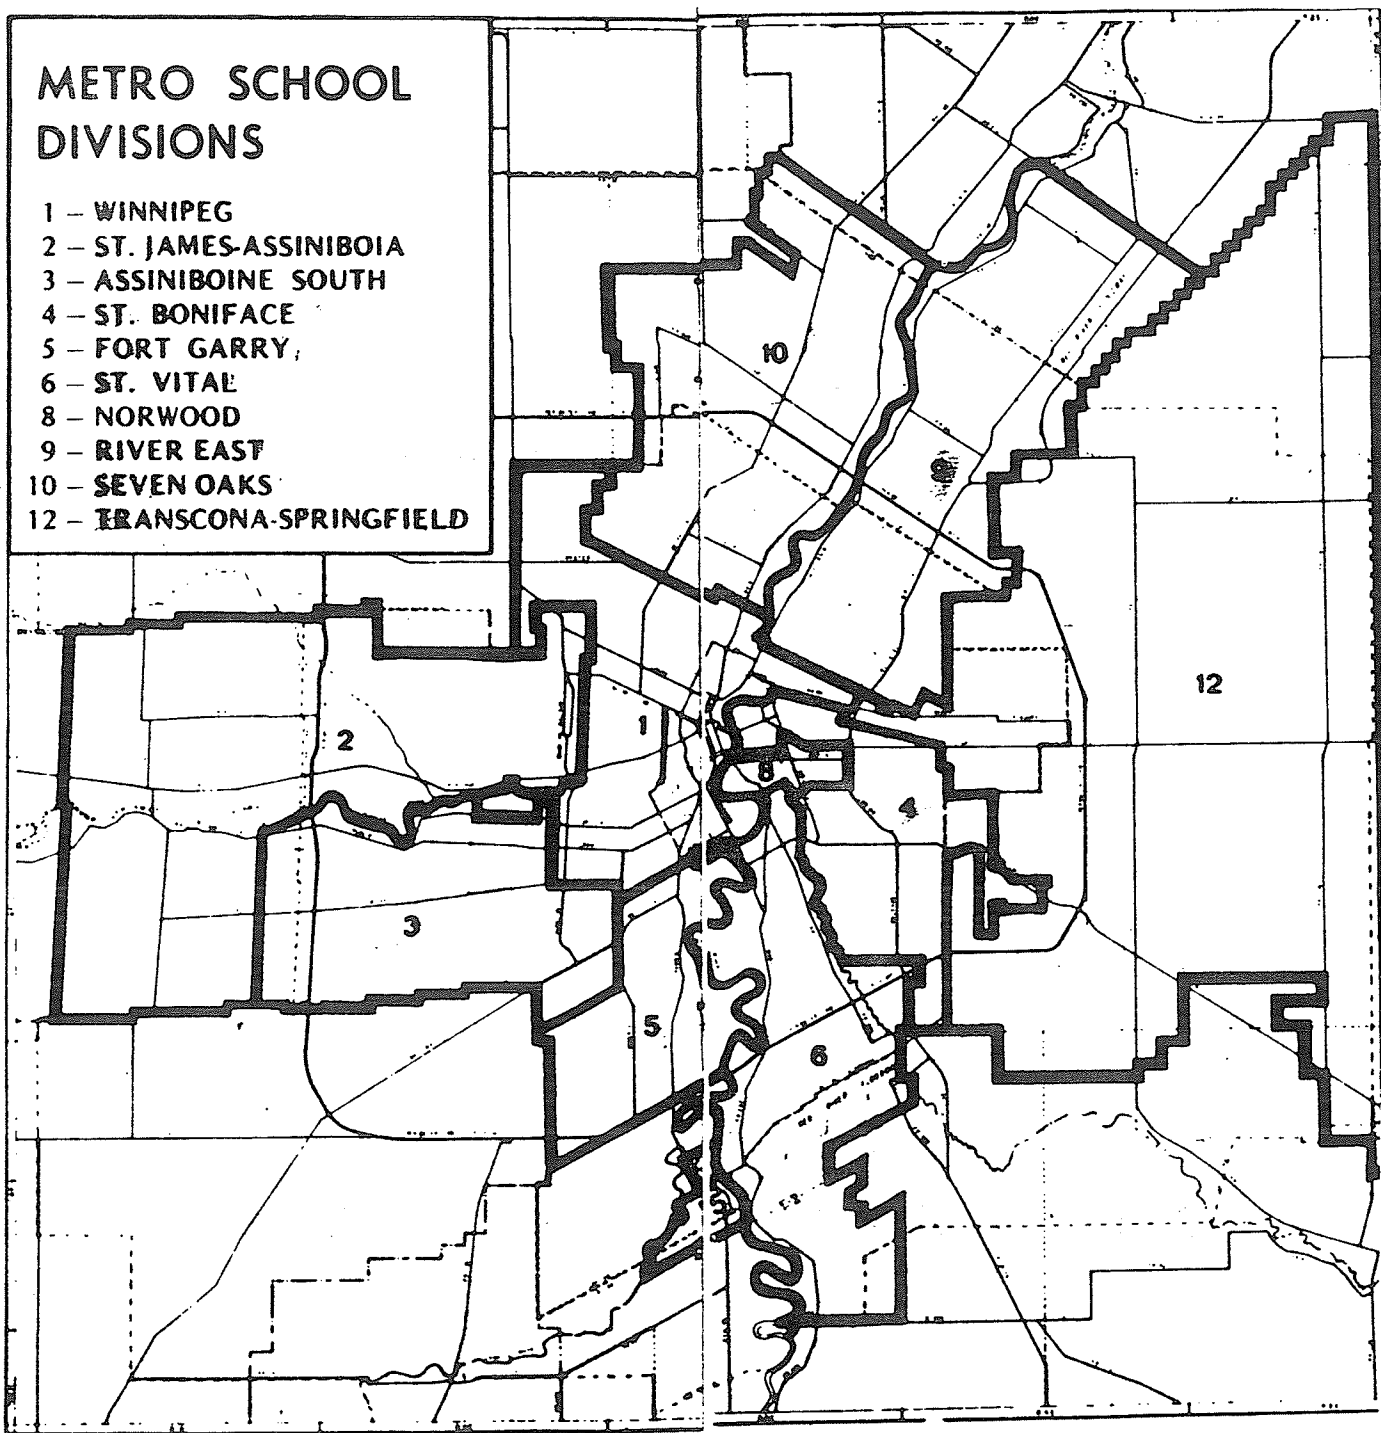 METRO SCHOOL
DIVISIONS
1 – WINNIPEG
2 – ST. JAMES-ASSINIBOIA
3 – ASSINIBOINE SOUTH
4 – ST. BONIFACE
5 – FORT GARRY
6 – ST. VITAL
8 – NORWOOD
9 – RIVER EAST
10 – SEVEN OAKS
12 – TRANSCONA-SPRINGFIELD
10
9
12
1
2
8
4
3
5
6